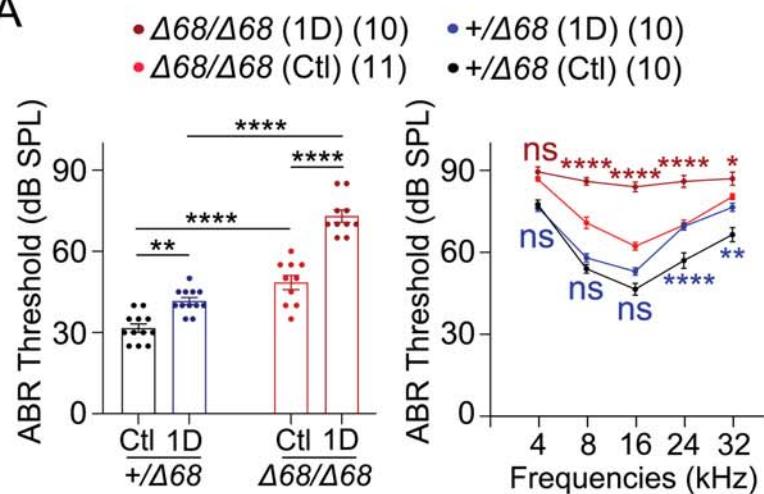 A
Δ68/Δ68 (1D) (10)
+/Δ68 (1D) (10)
Δ68/Δ68 (Ctl) (11)
+/Δ68 (Ctl) (10)
ABR Threshold (dB SPL)
90
60
30
0
****
****
****
**
Ctl 1D
Ctl 1D
+/Δ68
Δ68/Δ68
ABR Threshold (dB SPL)
90
60
30
0
ns **** **** **** *
ns ns ns **** **
4 8 16 24 32
Frequencies (kHz)